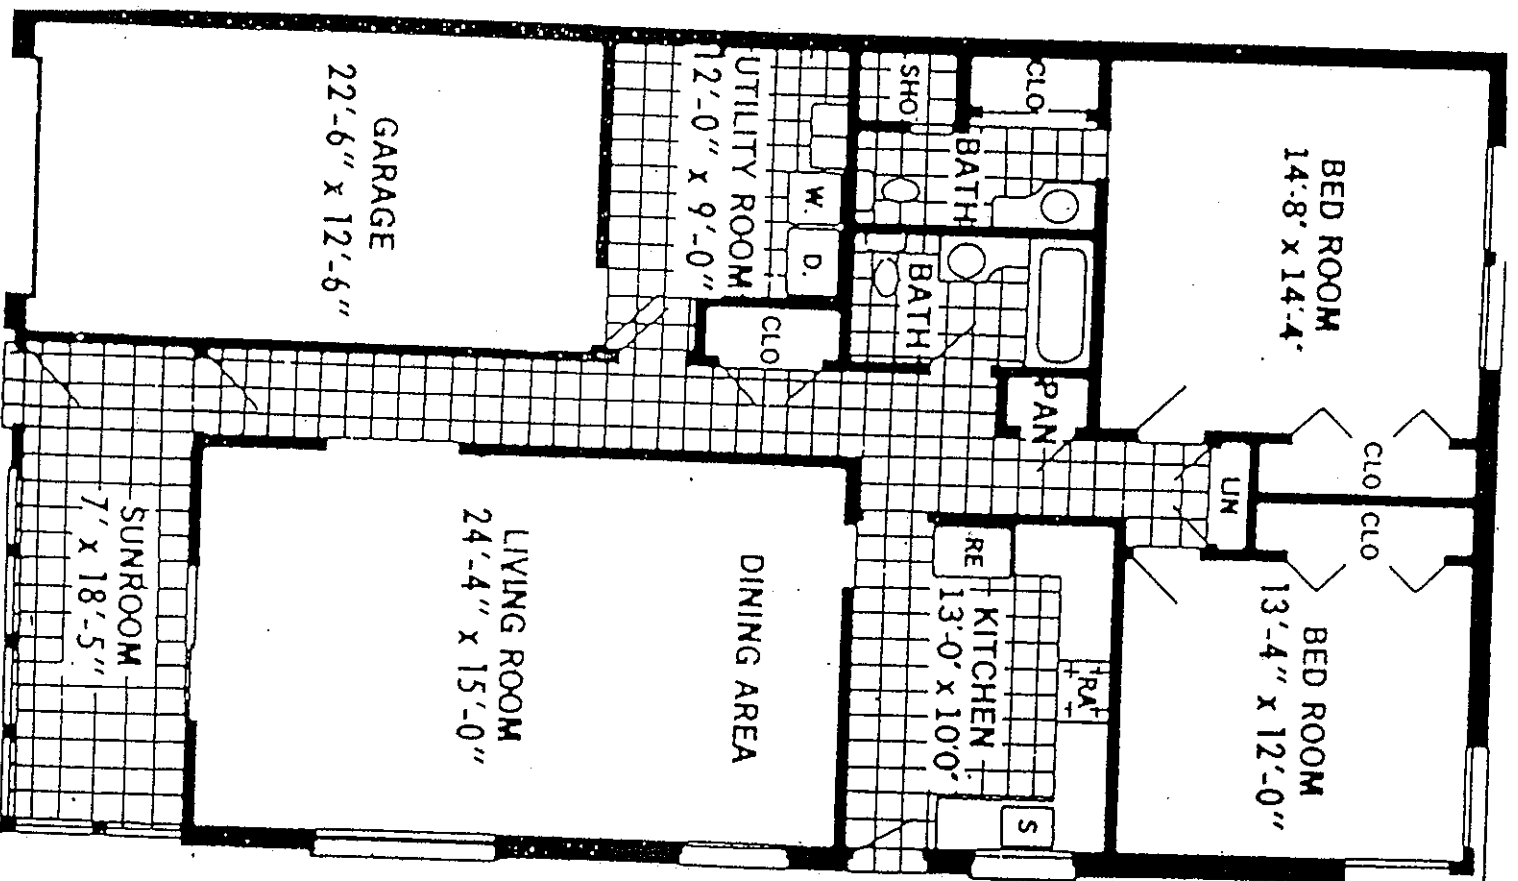 BED ROOM
14'-8' x 14'-4'
CLO
SHO
BATH
UTILITY ROOM
12'-0" x 9'-0"
W.
D.
GARAGE
22'-6" x 12'-6"
BATH
CLO
PAN
CLO
CLO
LIN
BED ROOM
13'-4" x 12'-0"
RE
KITCHEN
13'-0' x 10'0'
RA
S
DINING AREA
LIVING ROOM
24'-4" x 15'-0"
SUNROOM
7' x 18'-5"